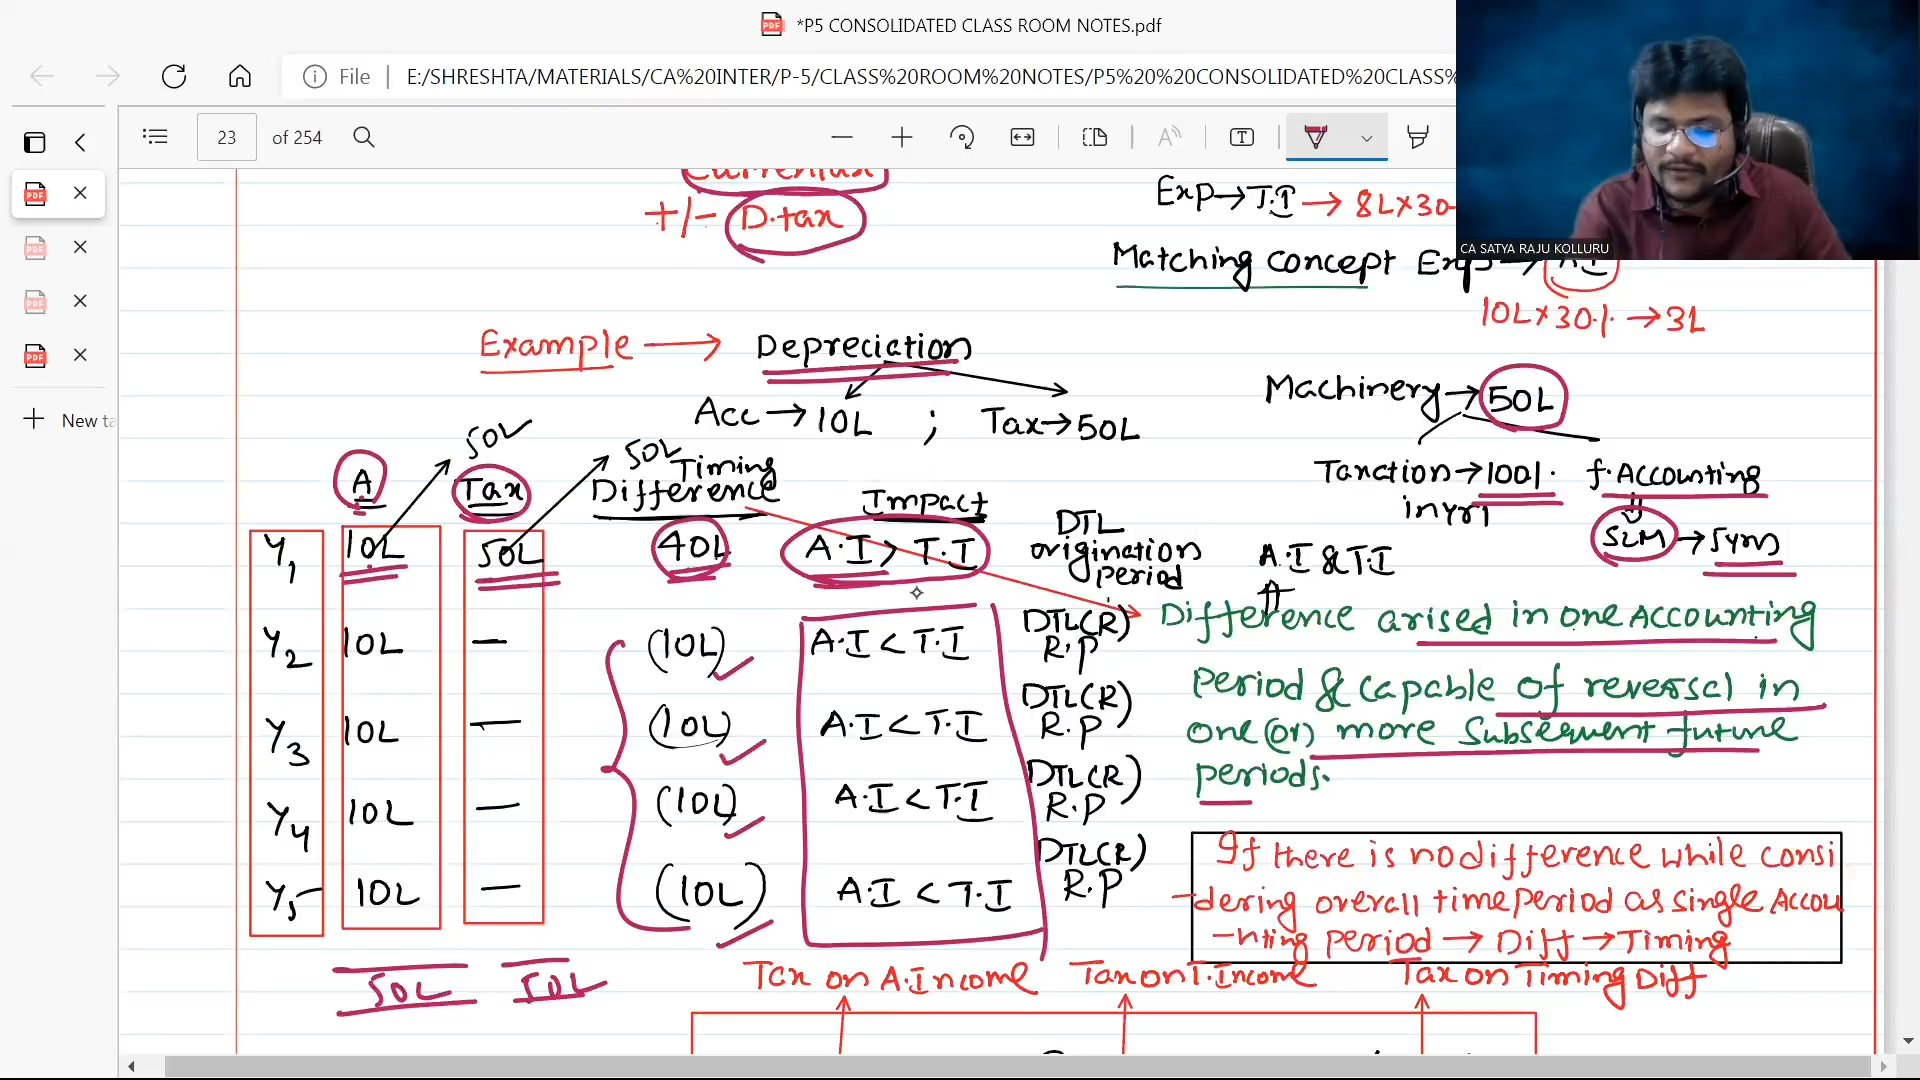 *P5 CONSOLIDATED CLASS ROOM NOTES.pdf
File E:/SHRESHTA/MATERIALS/CA%20INTER/P-5/CLASS%20ROOM%20NOTES/P5%20%20CONSOLIDATED%20CLASS%
23 of 254
New ta
CA SATYA RAJU KOLLURU
+/- D.tax
Exp→T.I → 8L×30
Matching concept
10L×30% → 3L
Example → Depreciation
Acc → 10L ; Tax → 50L
Machinery → 50L
Taxation → 100%
in yr1
f. Accounting
SLM → 5yrs
50L 50L
A Tax Timing
Difference Impact
Y1 10L 50L 40L A.I > T.I DTL
origination
period
Y2 10L — (10L) A.I < T.I DTL(R)
R.P
Y3 10L — (10L) A.I < T.I DTL(R)
R.P
Y4 10L — (10L) A.I < T.I DTL(R)
R.P
Y5 10L — (10L) A.I < T.I DTL(R)
R.P
50L 50L
A.I & T.I
Difference arised in one Accounting
Period & capable of reversal in
one (or) more Subsequent future
periods.
If there is no difference while consi
-dering overall time period as single Accou
-nting period → Diff → Timing
Tax on A.Income Tax on T.Income Tax on Timing Diff